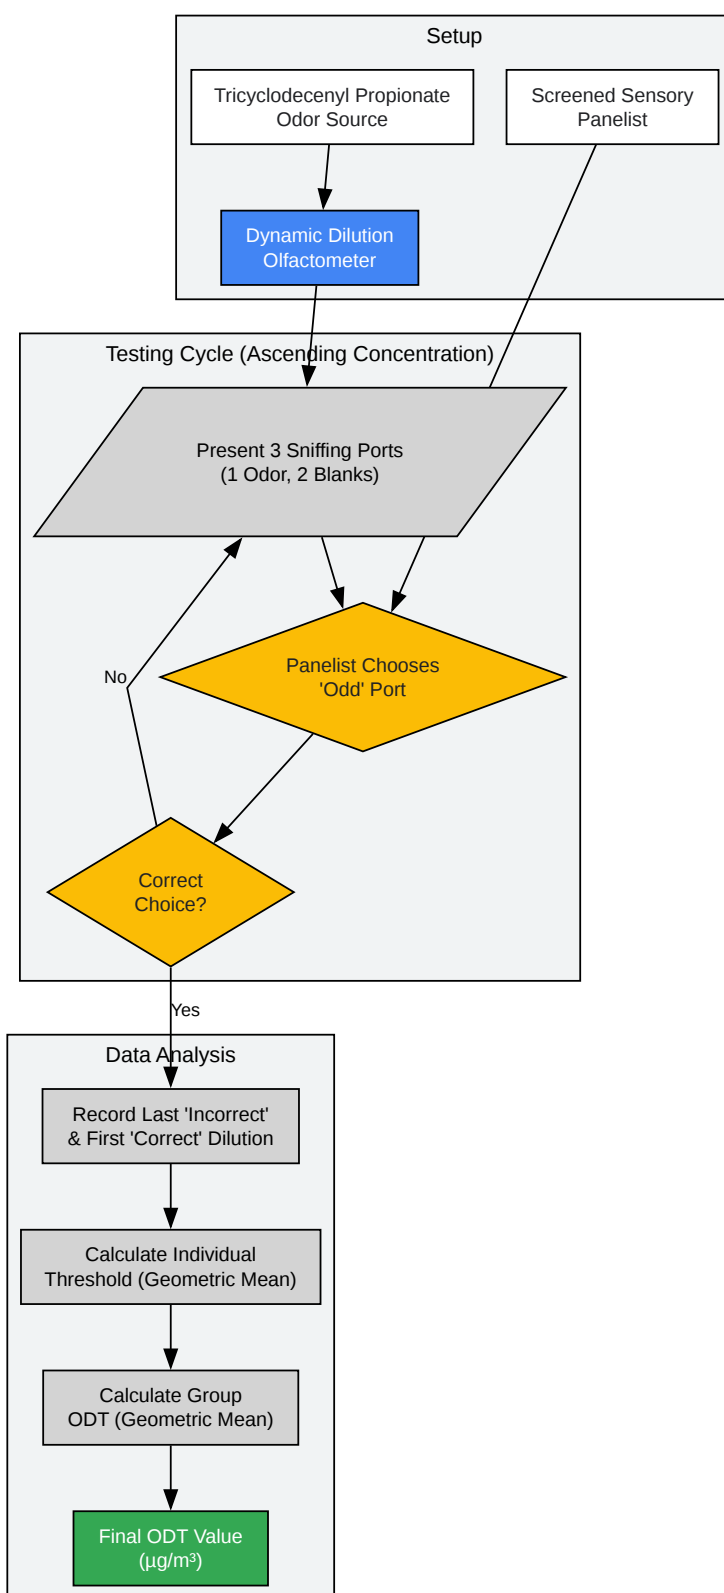 Setup
Tricyclodecenyl Propionate
Odor Source
Screened Sensory
Panelist
Dynamic Dilution
Olfactometer
Testing Cycle (Ascending Concentration)
Present 3 Sniffing Ports
(1 Odor, 2 Blanks)
Panelist Chooses
'Odd' Port
No
Correct
Choice?
Yes
Data Analysis
Record Last 'Incorrect'
& First 'Correct' Dilution
Calculate Individual
Threshold (Geometric Mean)
Calculate Group
ODT (Geometric Mean)
Final ODT Value
(µg/m³)